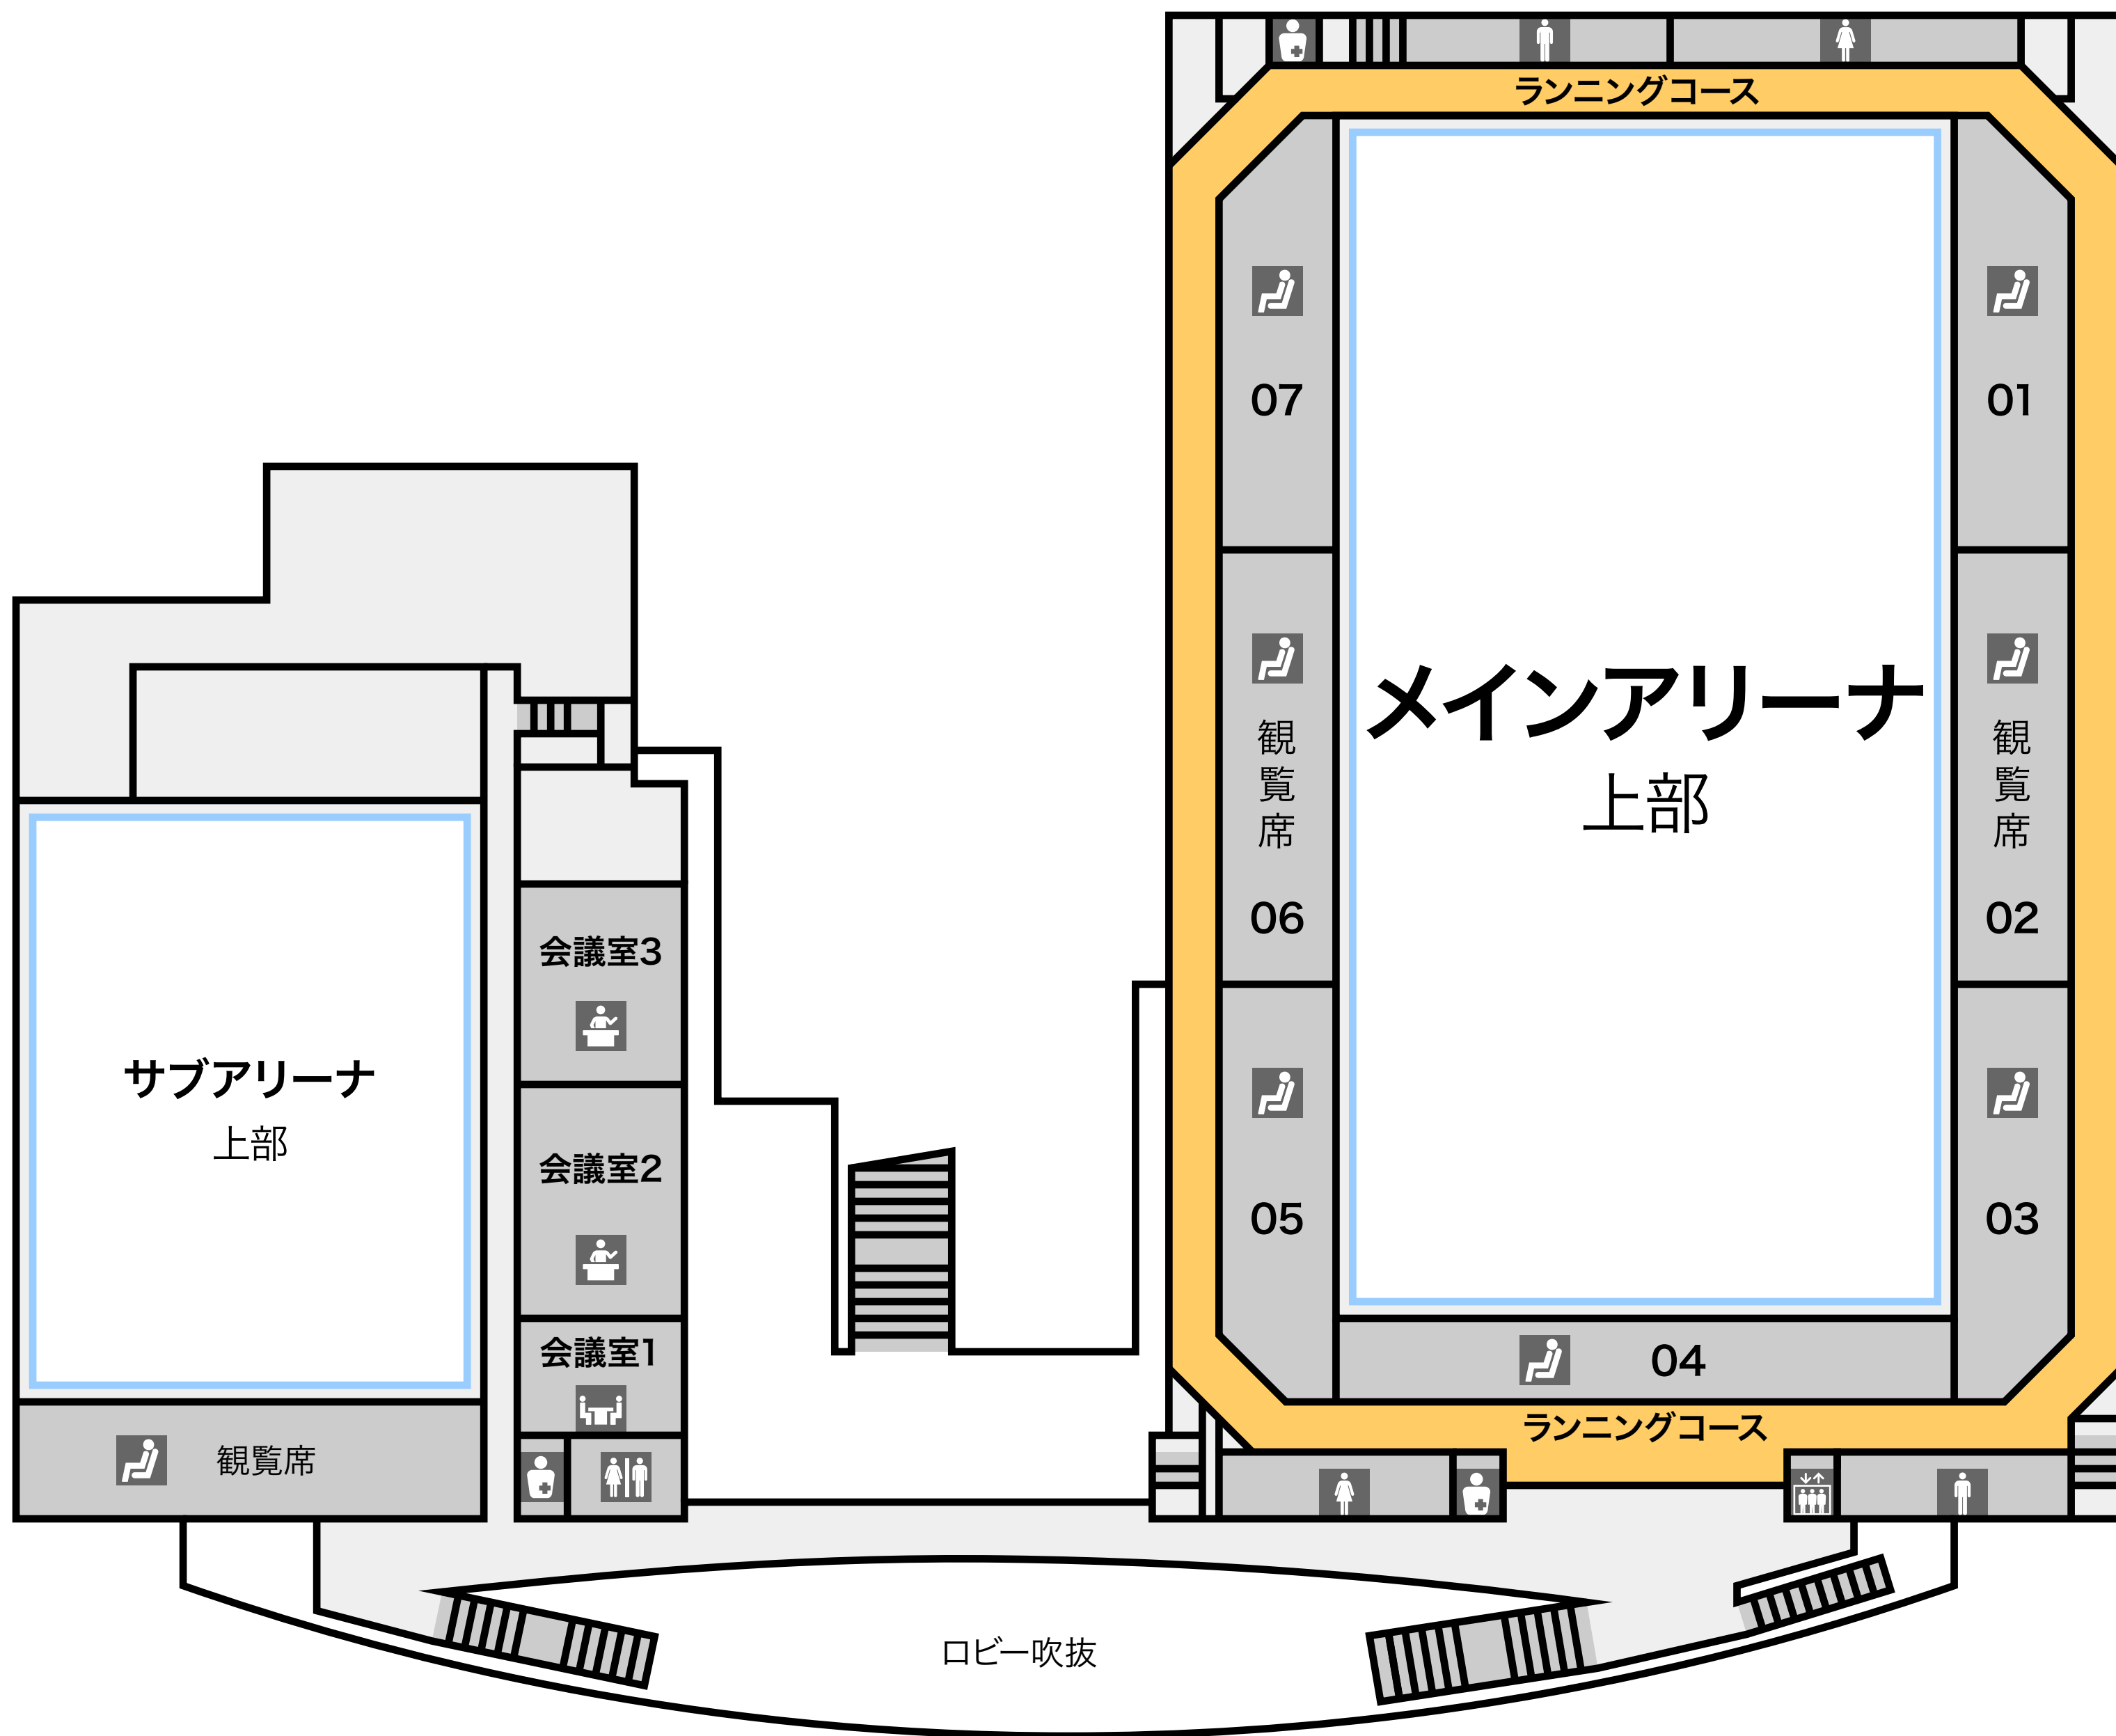 ランニングコース
07
01
メインアリーナ
上部
観覧席
観覧席
06
02
会議室3
サブアリーナ
上部
会議室2
05
03
会議室1
04
ランニングコース
観覧席
ロビー吹抜